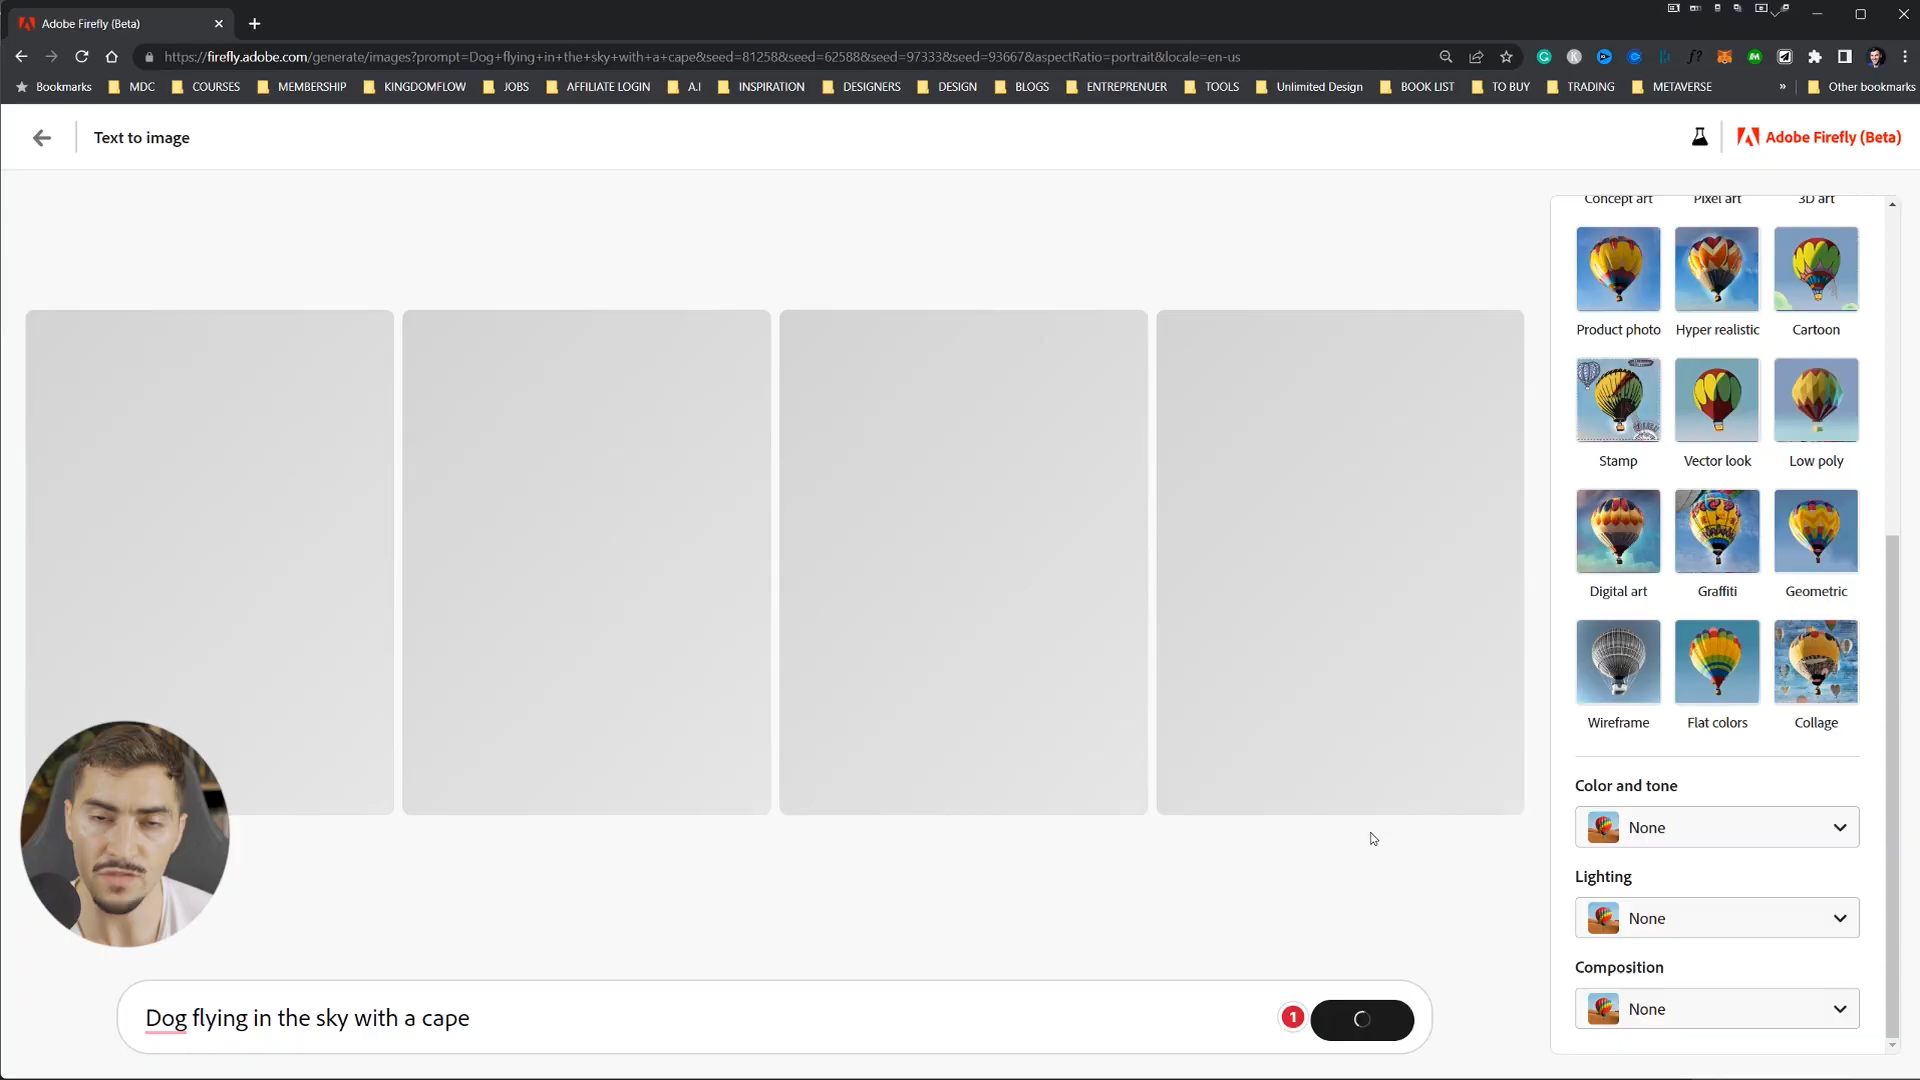 Adobe Firefly (Beta)
https://firefly.adobe.com/generate/images?prompt=Dog+flying+in+the+sky+with+a+cape&seed=81258&seed=62588&seed=97333&seed=93667&aspectRatio=portrait&locale=en-us
Bookmarks MDC COURSES MEMBERSHIP KINGDOMFLOW JOBS AFFILIATE LOGIN A.I INSPIRATION DESIGNERS DESIGN BLOGS ENTREPRENUER TOOLS Unlimited Design BOOK LIST TO BUY TRADING METAVERSE » Other bookmarks
Text to image
Adobe Firefly (Beta)
Concept art Pixel art 3D art
Product photo Hyper realistic Cartoon
Stamp Vector look Low poly
Digital art Graffiti Geometric
Wireframe Flat colors Collage
Color and tone
None
Lighting
None
Composition
None
Dog flying in the sky with a cape
1